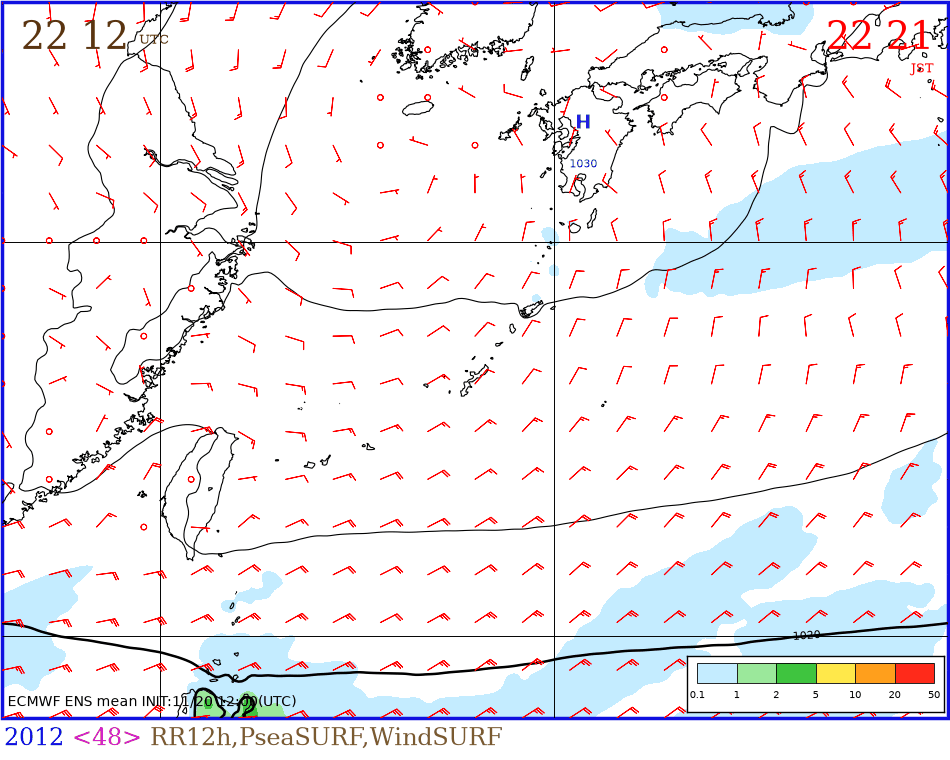 22 12 UTC
22 21
JST
H
1030
1020
0.1 1 2 5 10 20 50
ECMWF ENS mean INIT:11/20 12:00(UTC)
2012 <48> RR12h,PseaSURF,WindSURF